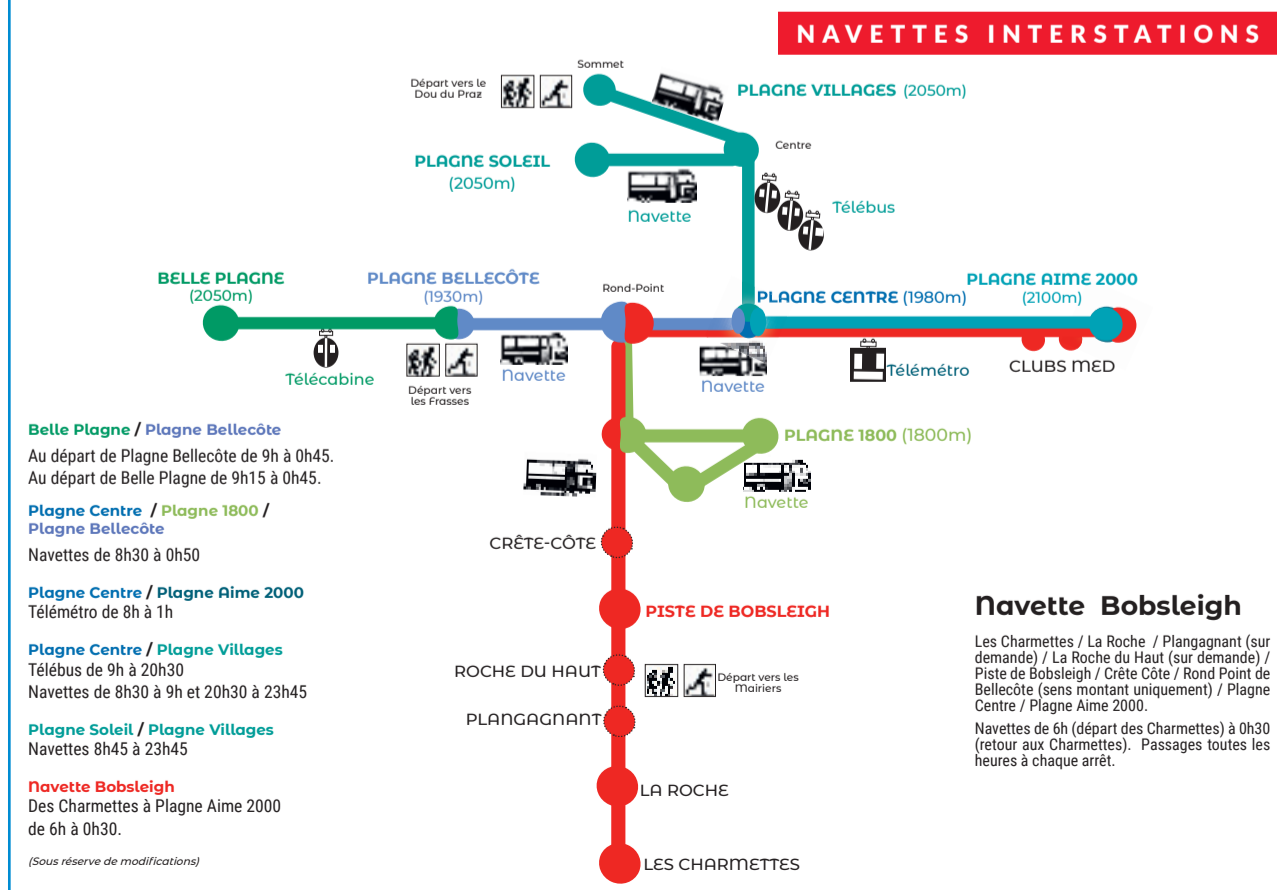 NAVETTES INTERSTATIONS
Sommet
Départ vers le
Dou du Praz
PLAGNE VILLAGES (2050m)
Centre
PLAGNE SOLEIL
(2050m)
Navette
Télébus
BELLE PLAGNE
(2050m)
PLAGNE BELLECÔTE
(1930m)
Rond-Point
PLAGNE CENTRE (1980m)
PLAGNE AIME 2000
(2100m)
Télécabine
Départ vers
les Frasses
Navette
Navette
Télémétro
CLUBS MED
PLAGNE 1800 (1800m)
Navette
CRÊTE-CÔTE
PISTE DE BOBSLEIGH
ROCHE DU HAUT
Départ vers les
Mairiers
PLANGAGNANT
LA ROCHE
LES CHARMETTES
Belle Plagne / Plagne Bellecôte
Au départ de Plagne Bellecôte de 9h à 0h45.
Au départ de Belle Plagne de 9h15 à 0h45.
Plagne Centre / Plagne 1800 /
Plagne Bellecôte
Navettes de 8h30 à 0h50
Plagne Centre / Plagne Aime 2000
Télémétro de 8h à 1h
Plagne Centre / Plagne Villages
Télébus de 9h à 20h30
Navettes de 8h30 à 9h et 20h30 à 23h45
Plagne Soleil / Plagne Villages
Navettes 8h45 à 23h45
Navette Bobsleigh
Des Charmettes à Plagne Aime 2000
de 6h à 0h30.
(Sous réserve de modifications)
Navette Bobsleigh
Les Charmettes / La Roche / Plangagnant (sur
demande) / La Roche du Haut (sur demande) /
Piste de Bobsleigh / Crête Côte / Rond Point de
Bellecôte (sens montant uniquement) / Plagne
Centre / Plagne Aime 2000.
Navettes de 6h (départ des Charmettes) à 0h30
(retour aux Charmettes). Passages toutes les
heures à chaque arrêt.